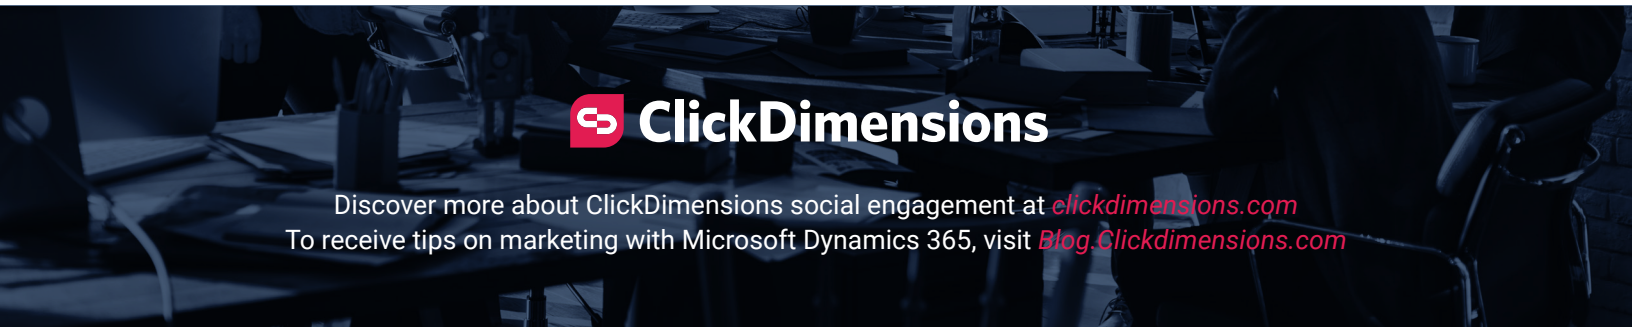 ClickDimensions
Discover more about ClickDimensions social engagement at clickdimensions.com
To receive tips on marketing with Microsoft Dynamics 365, visit Blog.Clickdimensions.com